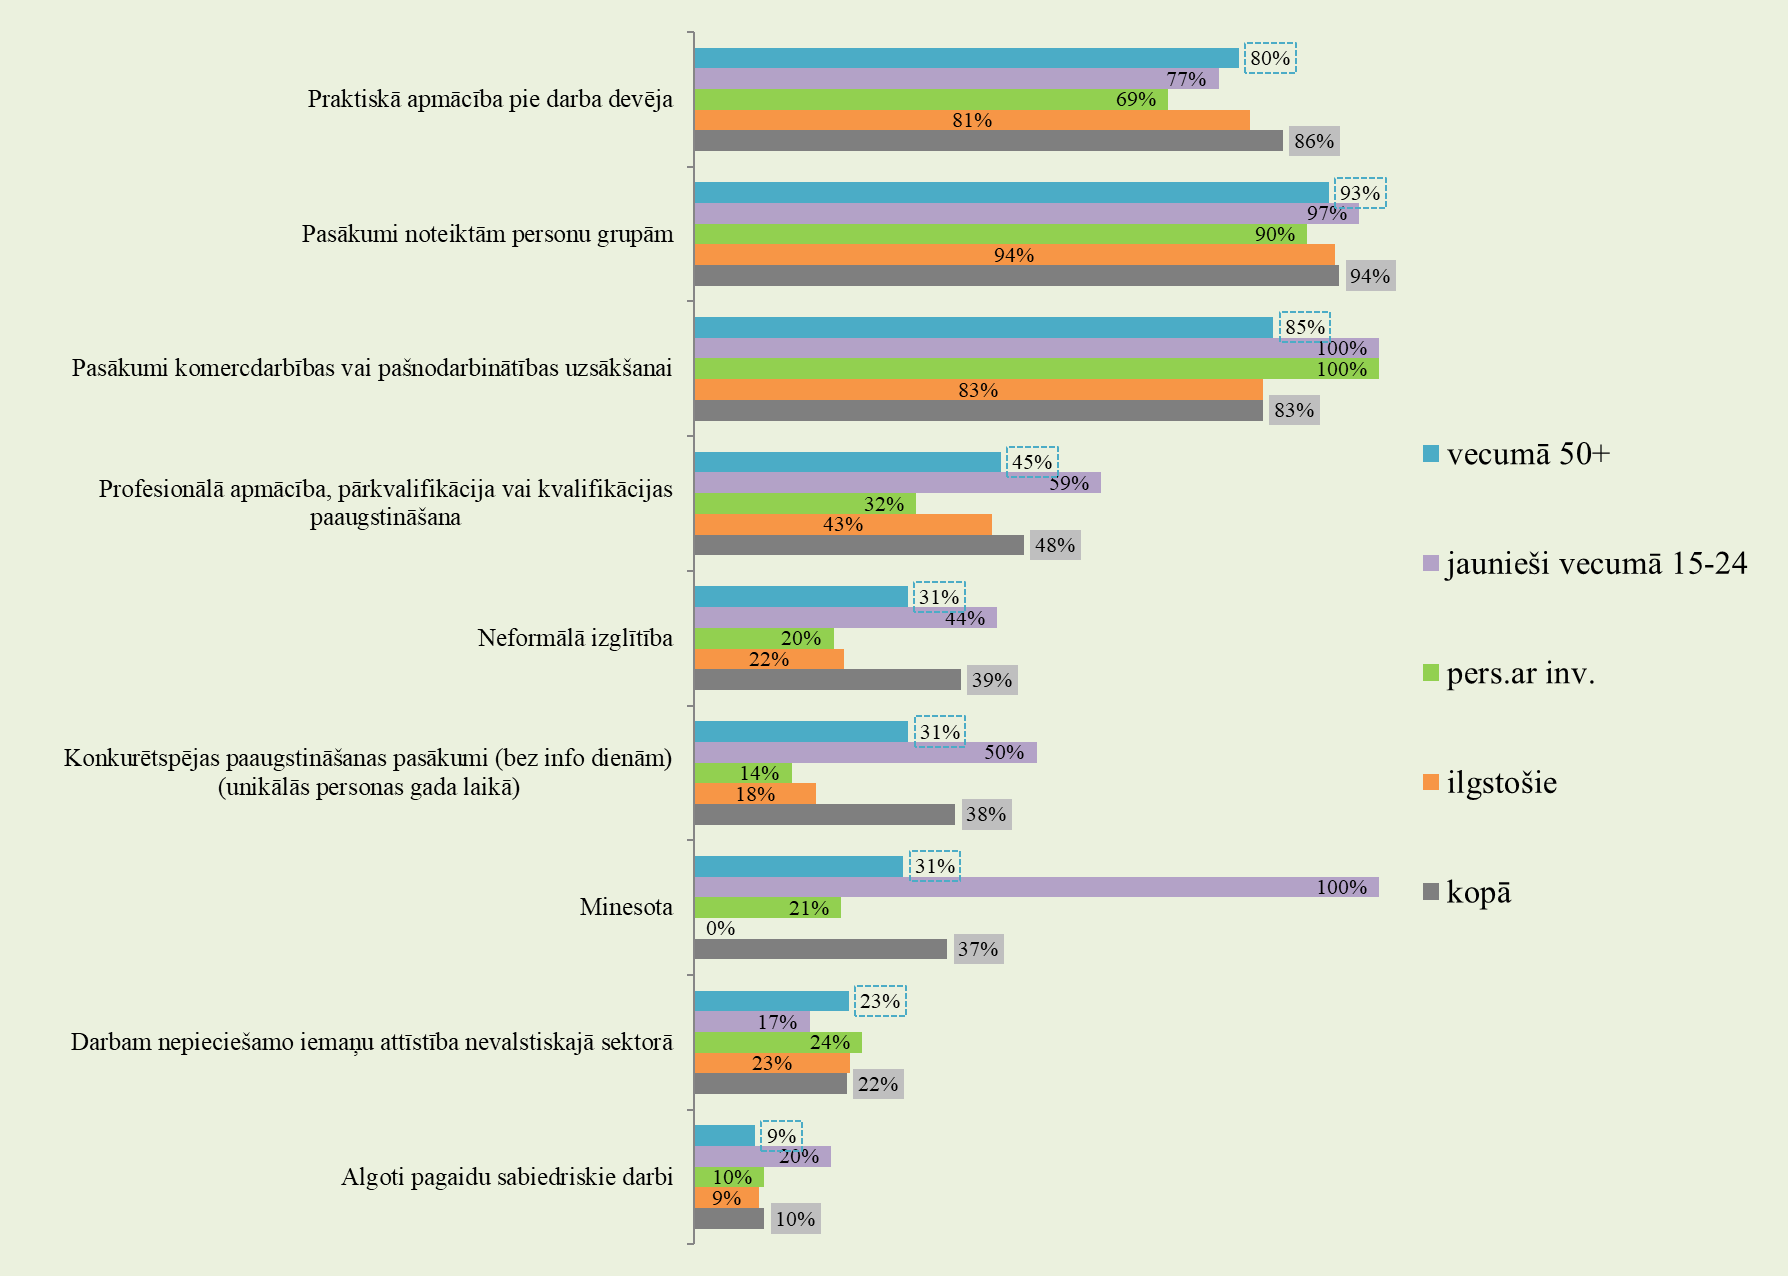 80%
77%
Praktiskā apmācība pie darba devēja
69%
81%
86%
93%
97%
Pasākumi noteiktām personu grupām
90%
94%
94%
85%
100%
Pasākumi komercdarbības vai pašnodarbinātības uzsākšanai
100%
83%
83%
45%
59%
Profesionālā apmācība, pārkvalifikācija vai kvalifikācijas
paaugstināšana
32%
43%
48%
31%
44%
Neformālā izglītība
20%
22%
39%
31%
50%
Konkurētspējas paaugstināšanas pasākumi (bez info dienām)
(unikālās personas gada laikā)
14%
18%
38%
31%
100%
Minesota
21%
0%
37%
23%
17%
Darbam nepieciešamo iemaņu attīstība nevalstiskajā sektorā
24%
23%
22%
9%
20%
Algoti pagaidu sabiedriskie darbi
10%
9%
10%
vecumā 50+
jaunieši vecumā 15-24
pers.ar inv.
ilgstošie
kopā